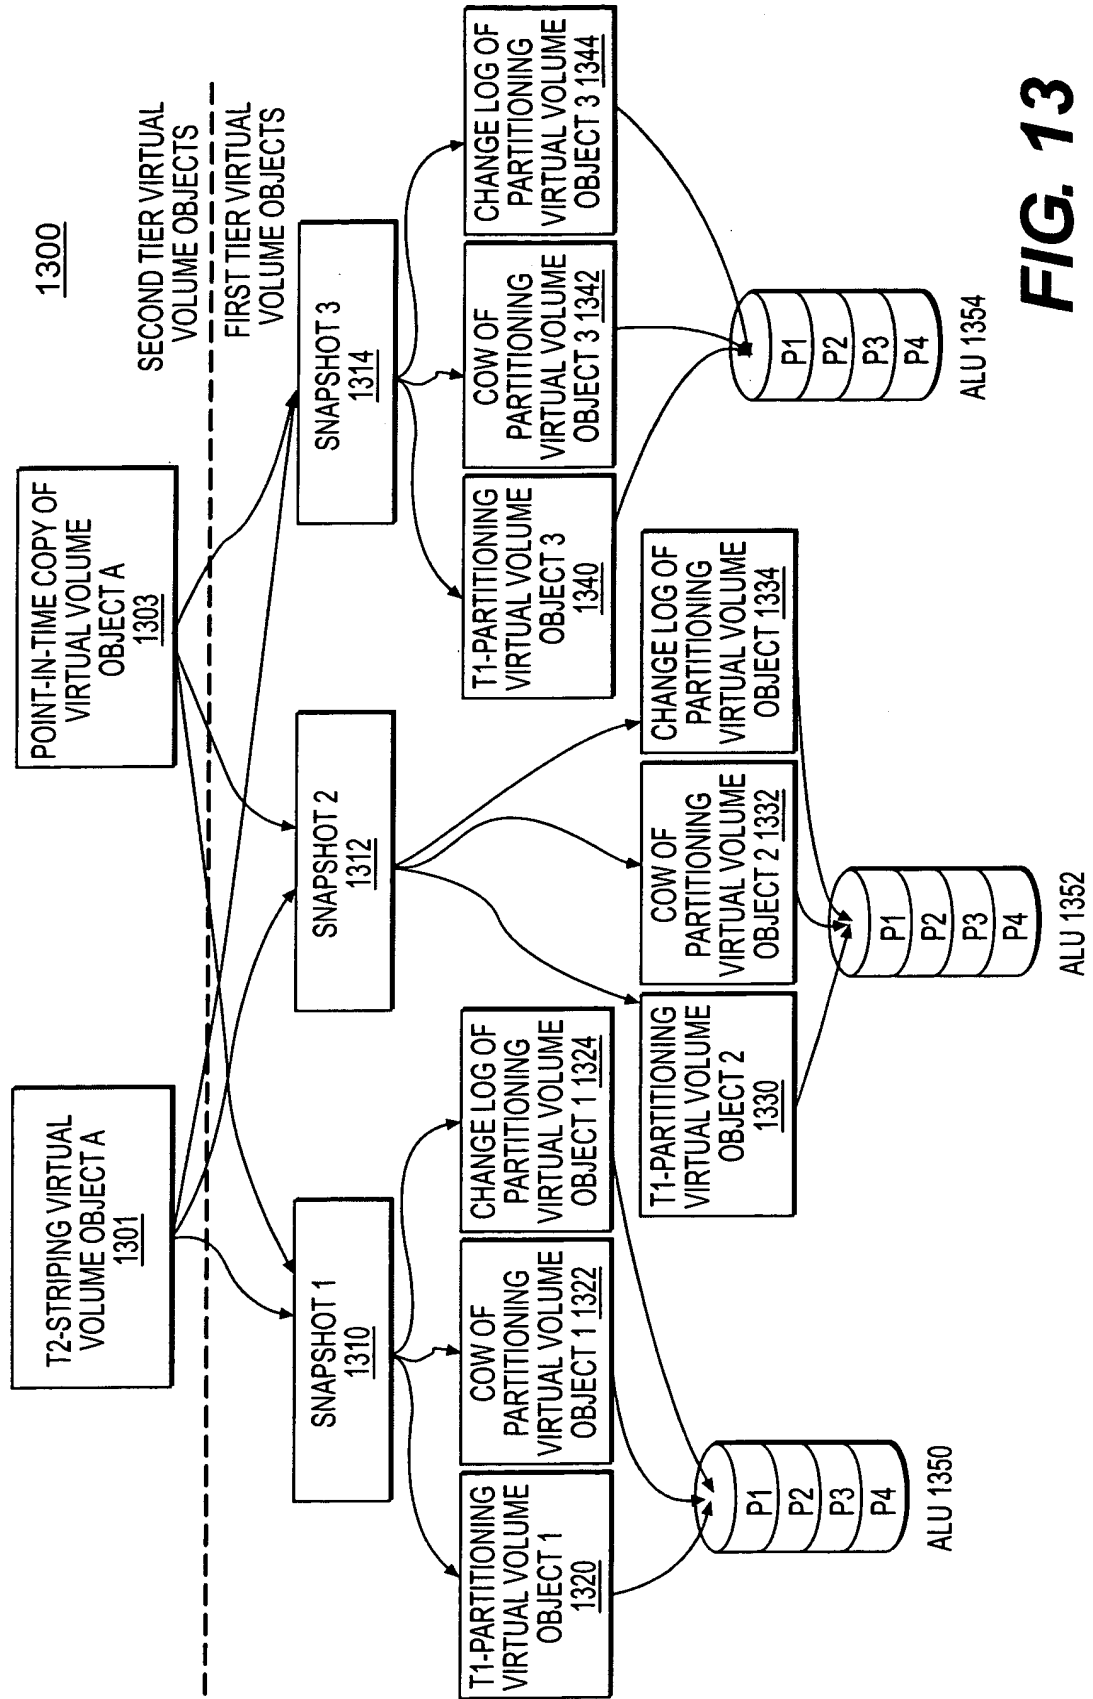 1300
T2-STRIPING VIRTUAL
VOLUME OBJECT A
1301
POINT-IN-TIME COPY OF
VIRTUAL VOLUME
OBJECT A
1303
SECOND TIER VIRTUAL
VOLUME OBJECTS
FIRST TIER VIRTUAL
VOLUME OBJECTS
SNAPSHOT 1
1310
SNAPSHOT 2
1312
SNAPSHOT 3
1314
T1-PARTITIONING
VIRTUAL VOLUME
OBJECT 1
1320
COW OF
PARTITIONING
VIRTUAL VOLUME
OBJECT 1 1322
CHANGE LOG OF
PARTITIONING
VIRTUAL VOLUME
OBJECT 1 1324
T1-PARTITIONING
VIRTUAL VOLUME
OBJECT 2
1330
COW OF
PARTITIONING
VIRTUAL VOLUME
OBJECT 2 1332
CHANGE LOG OF
PARTITIONING
VIRTUAL VOLUME
OBJECT 1334
T1-PARTITIONING
VIRTUAL VOLUME
OBJECT 3
1340
COW OF
PARTITIONING
VIRTUAL VOLUME
OBJECT 3 1342
CHANGE LOG OF
PARTITIONING
VIRTUAL VOLUME
OBJECT 3 1344
P1
P2
P3
P4
ALU 1350
P1
P2
P3
P4
ALU 1352
P1
P2
P3
P4
ALU 1354
FIG. 13